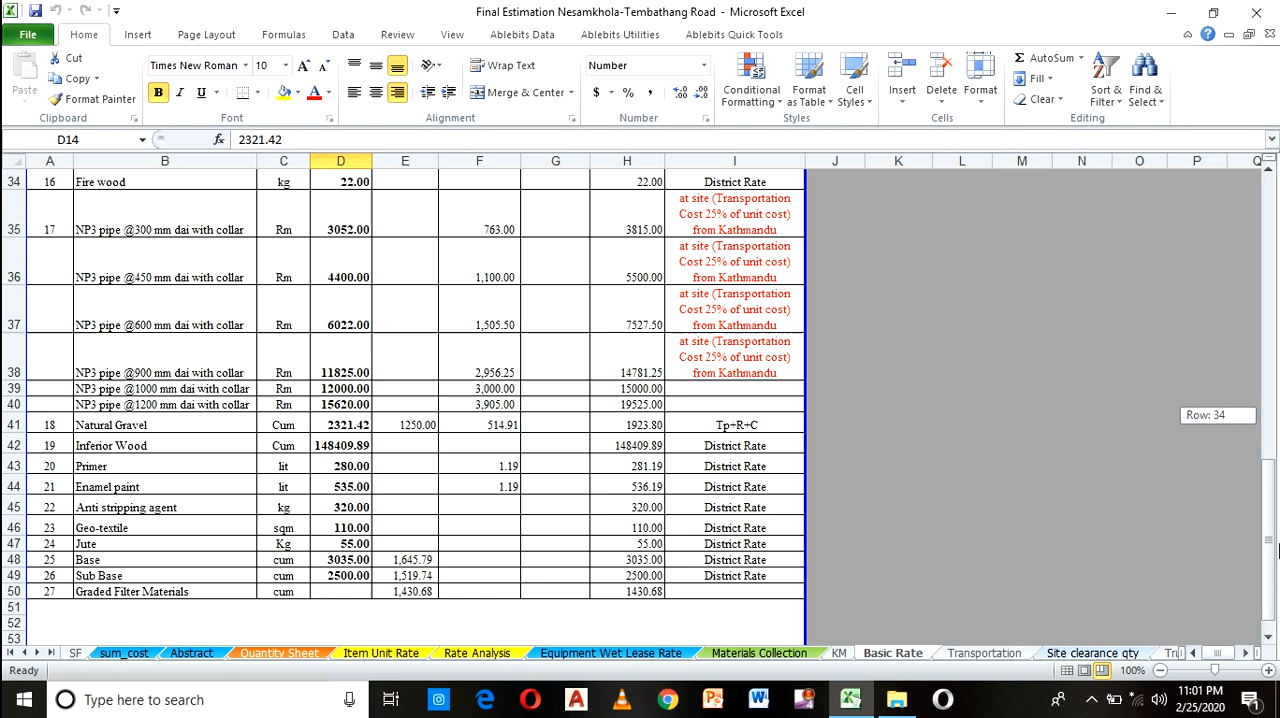 Final Estimation Nesamkhola-Tembathang Road - Microsoft Excel
File Home Insert Page Layout Formulas Data Review View Ablebits Data Ablebits Utilities Ablebits Quick Tools
Paste Cut Copy Format Painter Clipboard
Times New Roman 10 B I U A A A Font
Wrap Text Merge & Center Alignment
Number $ % , Number
Conditional Formatting Format as Table Cell Styles Styles
Insert Delete Format Cells
Σ AutoSum Fill Clear Sort & Filter Find & Select Editing
D14 fx 2321.42
A B C D E F G H I J K L M N O P Q
34 16 Fire wood kg 22.00 22.00 District Rate
35 17 NP3 pipe @300 mm dai with collar Rm 3052.00 763.00 3815.00 at site (Transportation Cost 25% of unit cost) from Kathmandu
36 NP3 pipe @450 mm dai with collar Rm 4400.00 1,100.00 5500.00 at site (Transportation Cost 25% of unit cost) from Kathmandu
37 NP3 pipe @600 mm dai with collar Rm 6022.00 1,505.50 7527.50 at site (Transportation Cost 25% of unit cost) from Kathmandu
38 NP3 pipe @900 mm dai with collar Rm 11825.00 2,956.25 14781.25 at site (Transportation Cost 25% of unit cost) from Kathmandu
39 NP3 pipe @1000 mm dai with collar Rm 12000.00 3,000.00 15000.00
40 NP3 pipe @1200 mm dai with collar Rm 15620.00 3,905.00 19525.00
41 18 Natural Gravel Cum 2321.42 1250.00 514.91 1923.80 Tp+R+C
Row: 34
42 19 Inferior Wood Cum 148409.89 148409.89 District Rate
43 20 Primer lit 280.00 1.19 281.19 District Rate
44 21 Enamel paint lit 535.00 1.19 536.19 District Rate
45 22 Anti stripping agent kg 320.00 320.00 District Rate
46 23 Geo-textile sqm 110.00 110.00 District Rate
47 24 Jute Kg 55.00 55.00 District Rate
48 25 Base cum 3035.00 1,645.79 3035.00 District Rate
49 26 Sub Base cum 2500.00 1,519.74 2500.00 District Rate
50 27 Graded Filter Materials cum 1,430.68 1430.68
51
52
53
SF sum_cost Abstract Quantity Sheet Item Unit Rate Rate Analysis Equipment Wet Lease Rate Materials Collection KM Basic Rate Transportation Site clearance qty Tru
Ready 100%
Type here to search 11:01 PM
2/25/2020 1